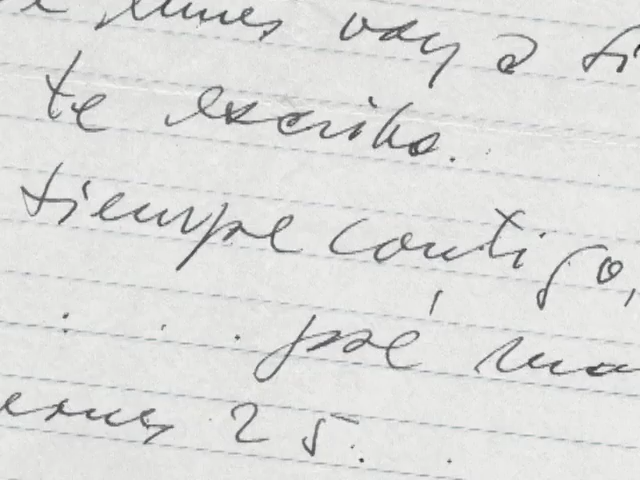 lunes voy a
te escribo.
siempre contigo,
josé
25.